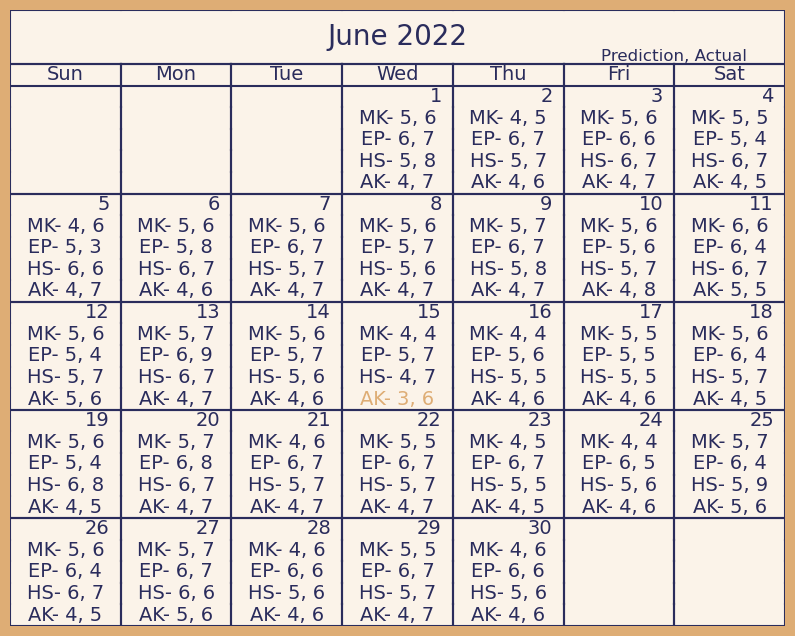 June 2022
Prediction, Actual
Sun Mon Tue Wed Thu Fri Sat
1 2 3 4
MK- 5, 6 MK- 4, 5 MK- 5, 6 MK- 5, 5
EP- 6, 7 EP- 6, 7 EP- 6, 6 EP- 5, 4
HS- 5, 8 HS- 5, 7 HS- 6, 7 HS- 6, 7
AK- 4, 7 AK- 4, 6 AK- 4, 7 AK- 4, 5
5 6 7 8 9 10 11
MK- 4, 6 MK- 5, 6 MK- 5, 6 MK- 5, 6 MK- 5, 7 MK- 5, 6 MK- 6, 6
EP- 5, 3 EP- 5, 8 EP- 6, 7 EP- 5, 7 EP- 6, 7 EP- 5, 6 EP- 6, 4
HS- 6, 6 HS- 6, 7 HS- 5, 7 HS- 5, 6 HS- 5, 8 HS- 5, 7 HS- 6, 7
AK- 4, 7 AK- 4, 6 AK- 4, 7 AK- 4, 7 AK- 4, 7 AK- 4, 8 AK- 5, 5
12 13 14 15 16 17 18
MK- 5, 6 MK- 5, 7 MK- 5, 6 MK- 4, 4 MK- 4, 4 MK- 5, 5 MK- 5, 6
EP- 5, 4 EP- 6, 9 EP- 5, 7 EP- 5, 7 EP- 5, 6 EP- 5, 5 EP- 6, 4
HS- 5, 7 HS- 6, 7 HS- 5, 6 HS- 4, 7 HS- 5, 5 HS- 5, 5 HS- 5, 7
AK- 5, 6 AK- 4, 7 AK- 4, 6 AK- 3, 6 AK- 4, 6 AK- 4, 6 AK- 4, 5
19 20 21 22 23 24 25
MK- 5, 6 MK- 5, 7 MK- 4, 6 MK- 5, 5 MK- 4, 5 MK- 4, 4 MK- 5, 7
EP- 5, 4 EP- 6, 8 EP- 6, 7 EP- 6, 7 EP- 6, 7 EP- 6, 5 EP- 6, 4
HS- 6, 8 HS- 6, 7 HS- 5, 7 HS- 5, 7 HS- 5, 5 HS- 5, 6 HS- 5, 9
AK- 4, 5 AK- 4, 7 AK- 4, 7 AK- 4, 7 AK- 4, 5 AK- 4, 6 AK- 5, 6
26 27 28 29 30
MK- 5, 6 MK- 5, 7 MK- 4, 6 MK- 5, 5 MK- 4, 6
EP- 6, 4 EP- 6, 7 EP- 6, 6 EP- 6, 7 EP- 6, 6
HS- 6, 7 HS- 6, 6 HS- 5, 6 HS- 5, 7 HS- 5, 6
AK- 4, 5 AK- 5, 6 AK- 4, 6 AK- 4, 7 AK- 4, 6